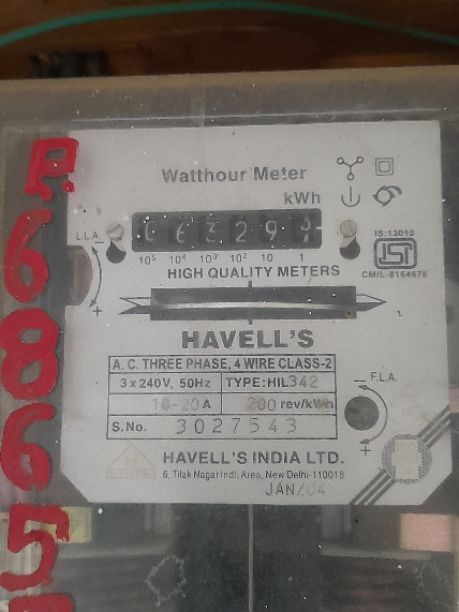 P.
6
8
6
5
Watthour Meter
kWh
0 6 3 2 9
L.L.A.
10⁵ 10⁴ 10³ 10² 10 1
IS:13010
HIGH QUALITY METERS
CM/L-8164676
HAVELL'S
A. C. THREE PHASE, 4 WIRE CLASS-2
3 x 240V, 50Hz TYPE:HIL342
10-20 A 200 rev/kWh
F.L.A.
S.No. 3027543
HAVELL'S INDIA LTD.
6, Tilak Nagar Indl. Area, New Delhi-110018
JAN/04